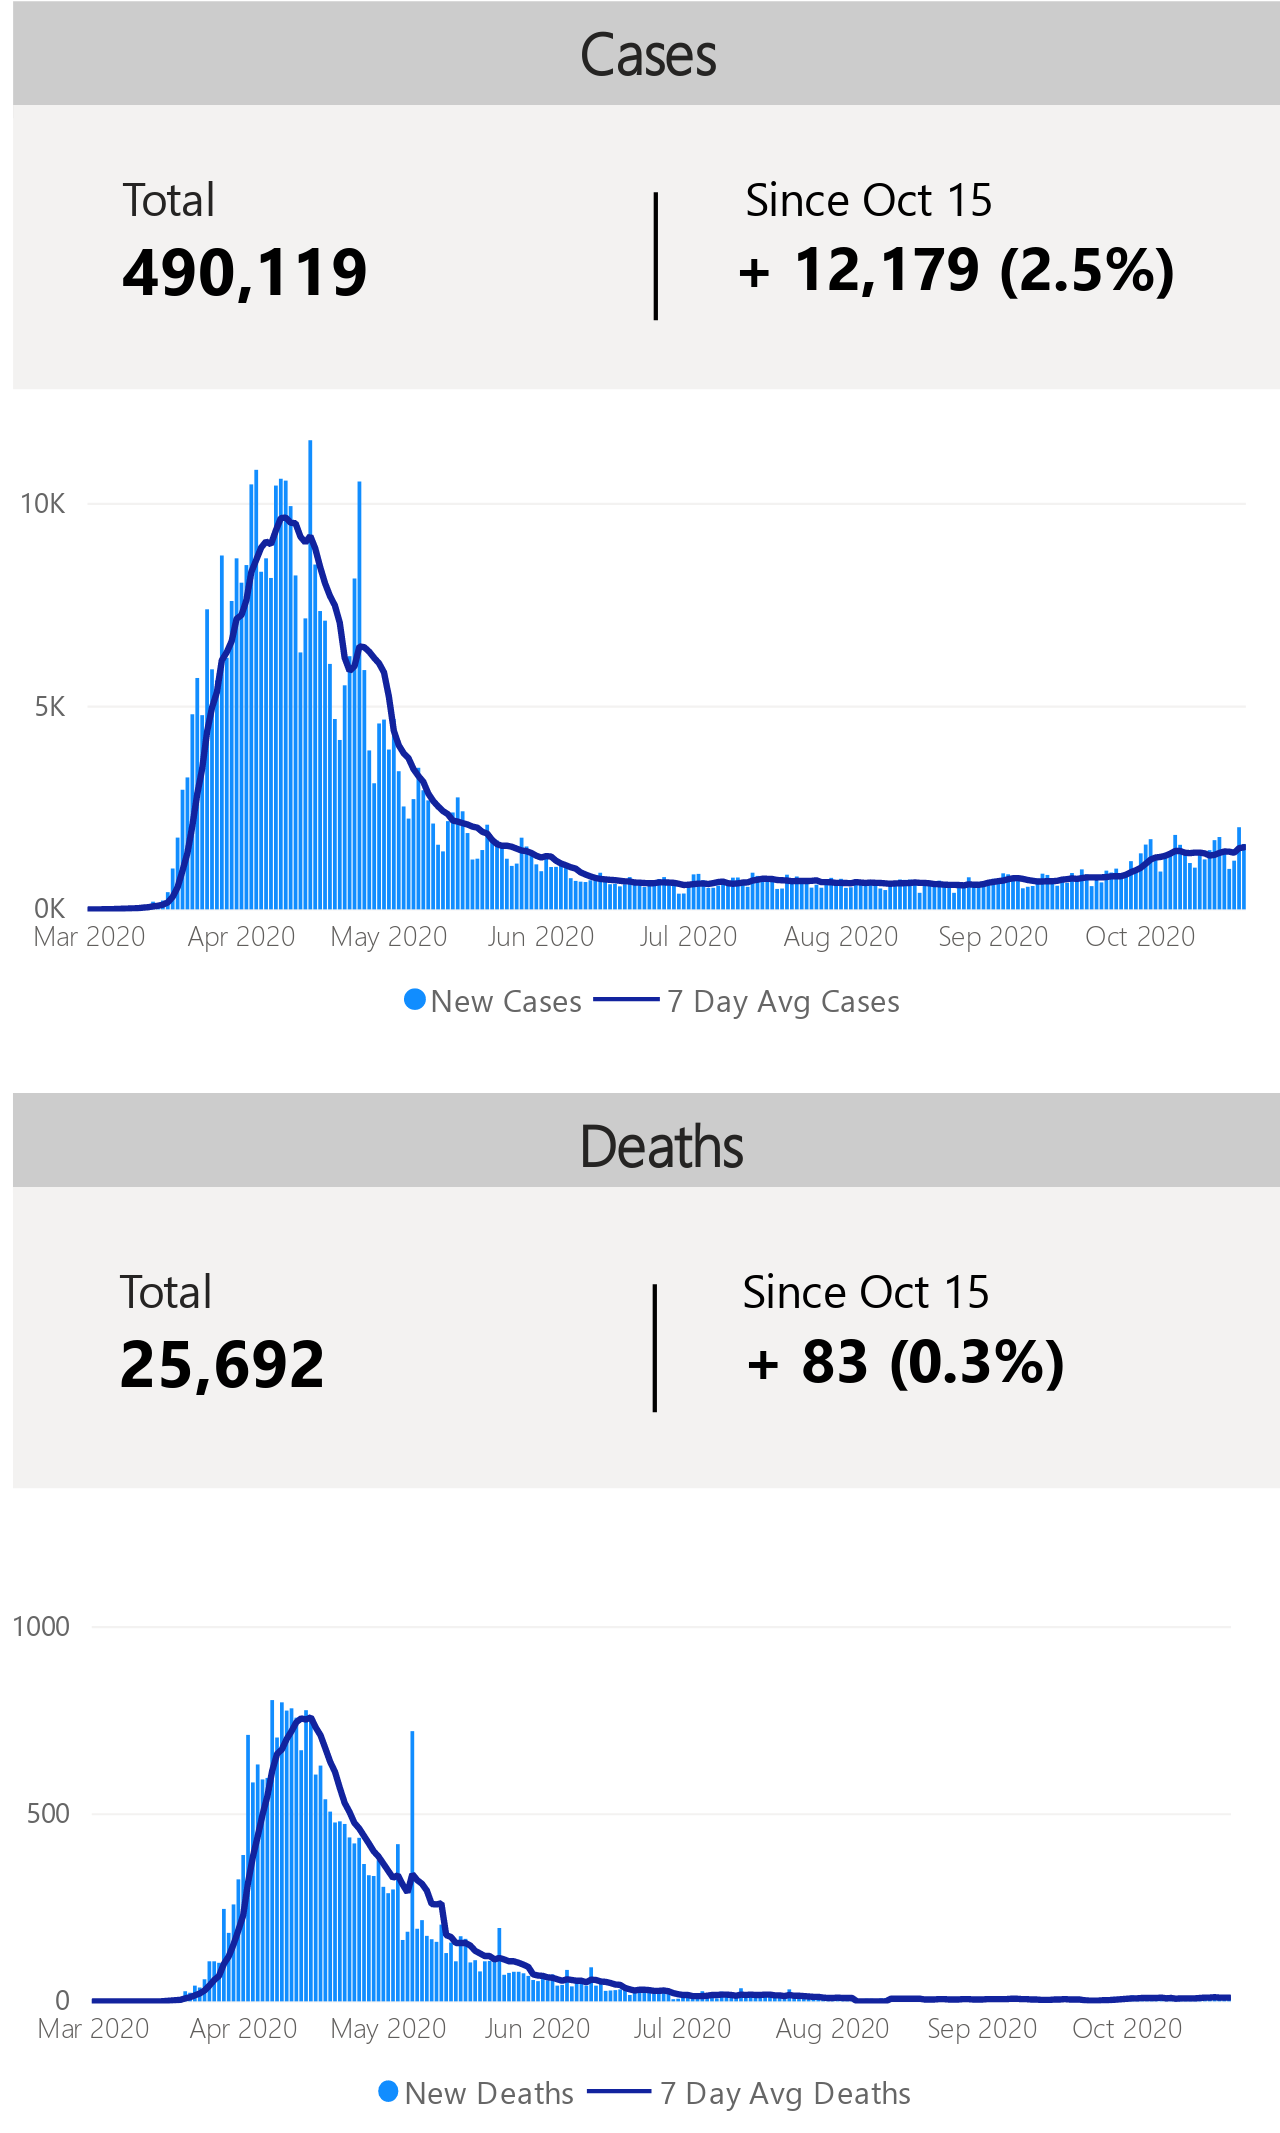 Cases
Total
Since Oct 15
490,119
+ 12,179 (2.5%)
10K
5K
0K
Mar 2020 Apr 2020 May 2020 Jun 2020 Jul 2020 Aug 2020 Sep 2020 Oct 2020
New Cases 7 Day Avg Cases
Deaths
Total
Since Oct 15
25,692
+ 83 (0.3%)
1000
500
0
Mar 2020 Apr 2020 May 2020 Jun 2020 Jul 2020 Aug 2020 Sep 2020 Oct 2020
New Deaths 7 Day Avg Deaths